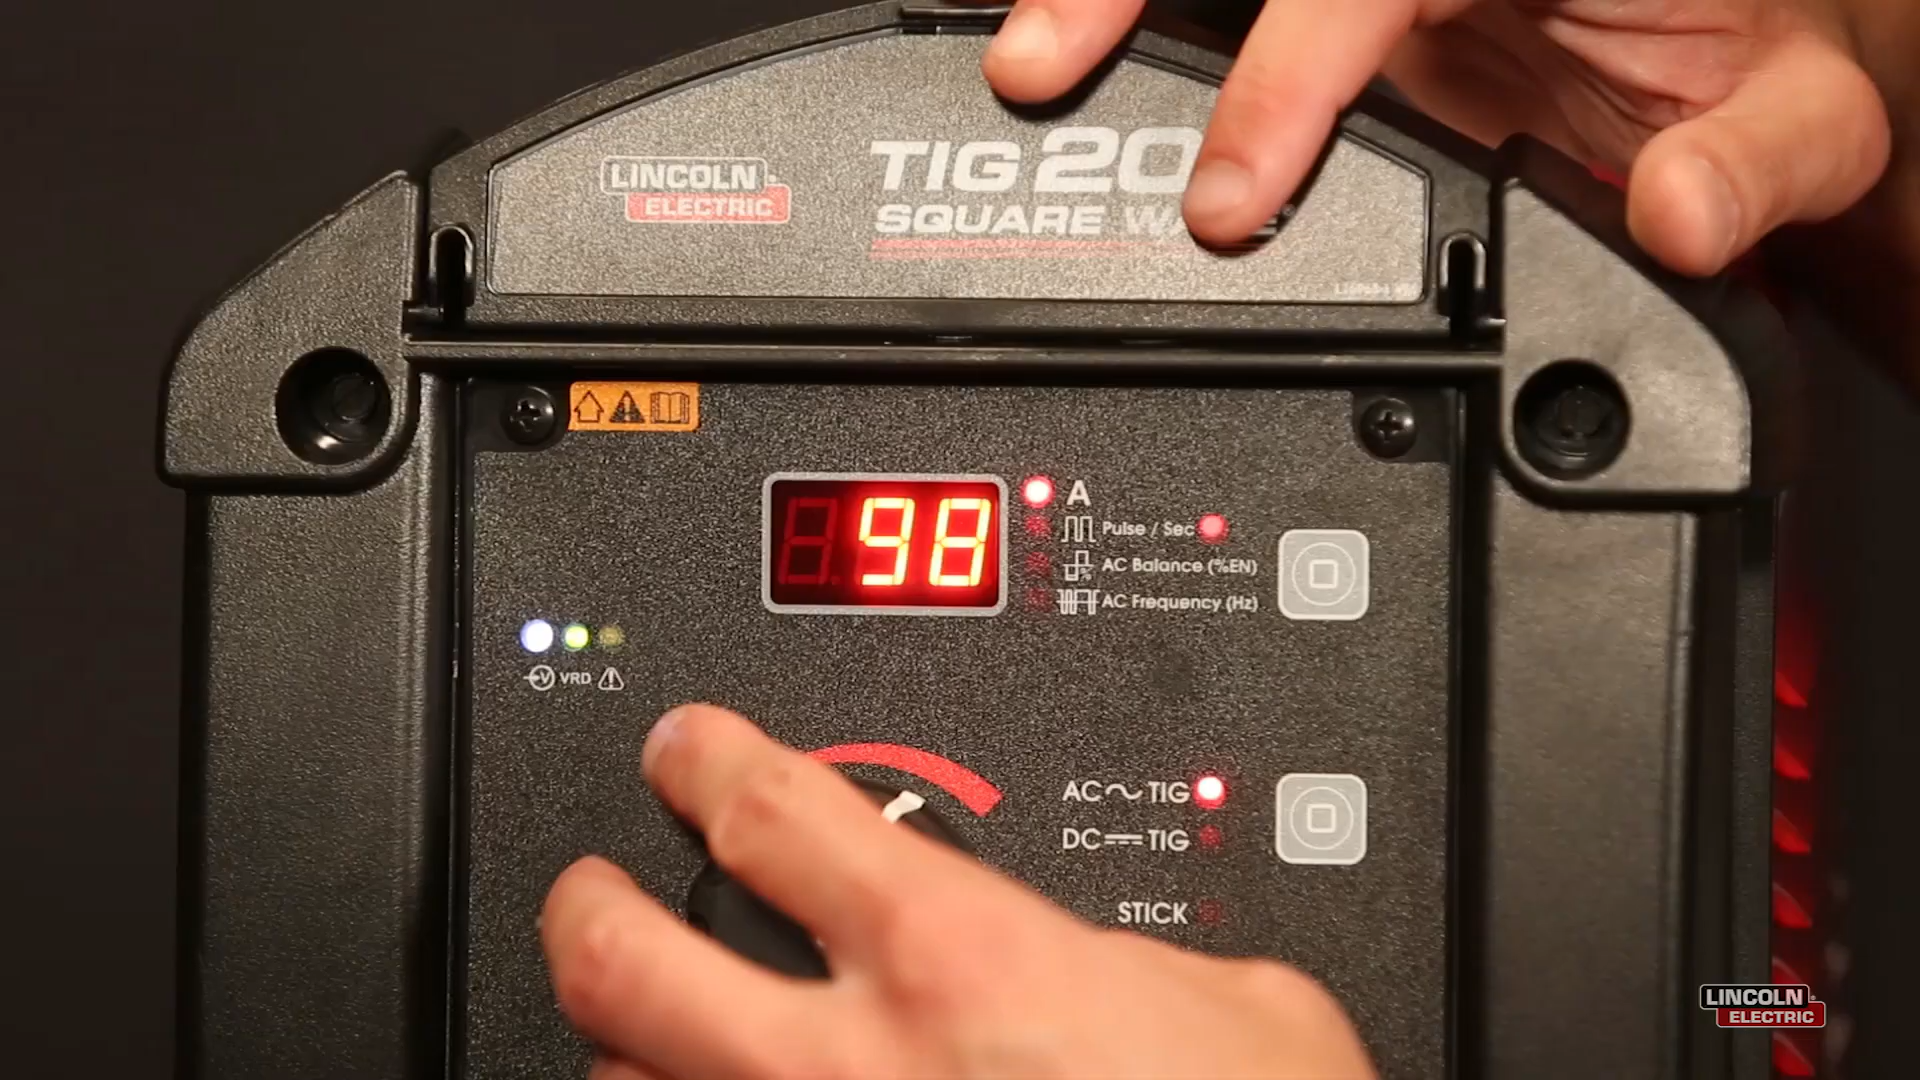 LINCOLN
ELECTRIC
TIG 20
SQUARE
98
A
Pulse / Sec
AC Balance (%EN)
AC Frequency (Hz)
V VRD
AC TIG
DC TIG
STICK
LINCOLN
ELECTRIC